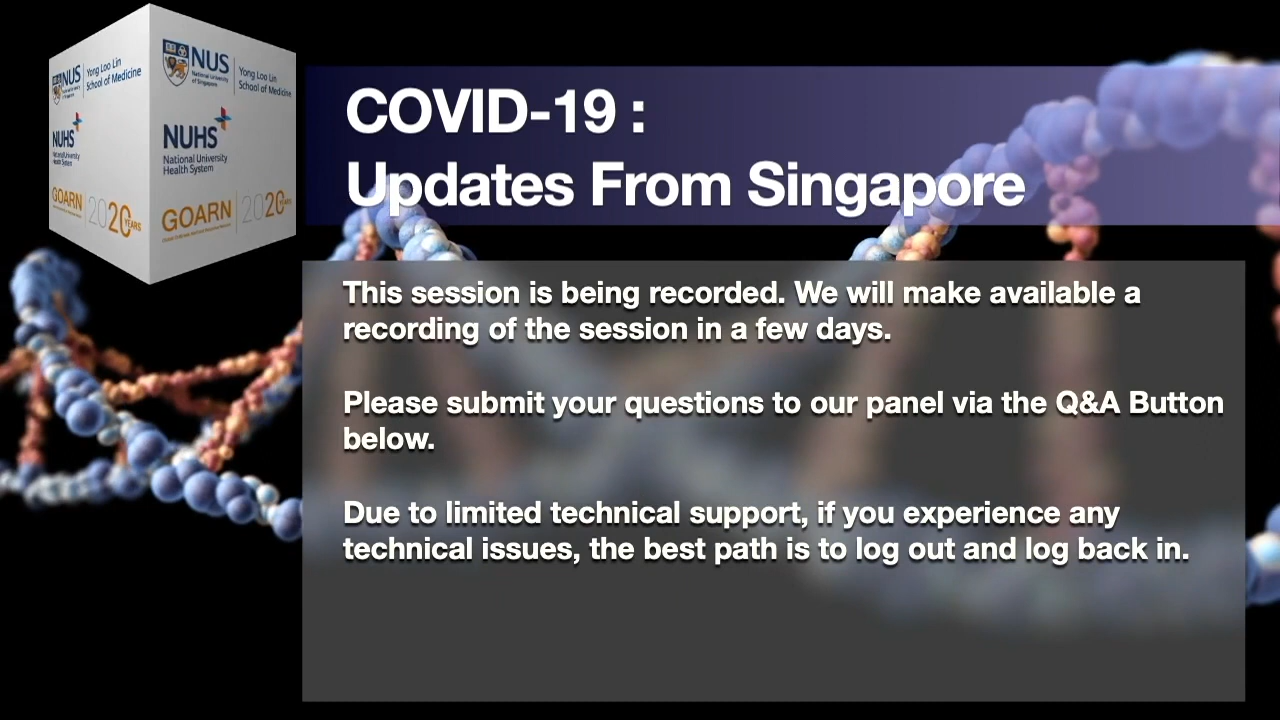 NUS
Yong Loo Lin
School of Medicine
NUHS
National University
Health System
GOARN
2020
YEARS
NUS
National University
of Singapore
Yong Loo Lin
School of Medicine
NUHS
National University
Health System
GOARN
2020
COVID-19 :
Updates From Singapore
This session is being recorded. We will make available a
recording of the session in a few days.
Please submit your questions to our panel via the Q&A Button
below.
Due to limited technical support, if you experience any
technical issues, the best path is to log out and log back in.